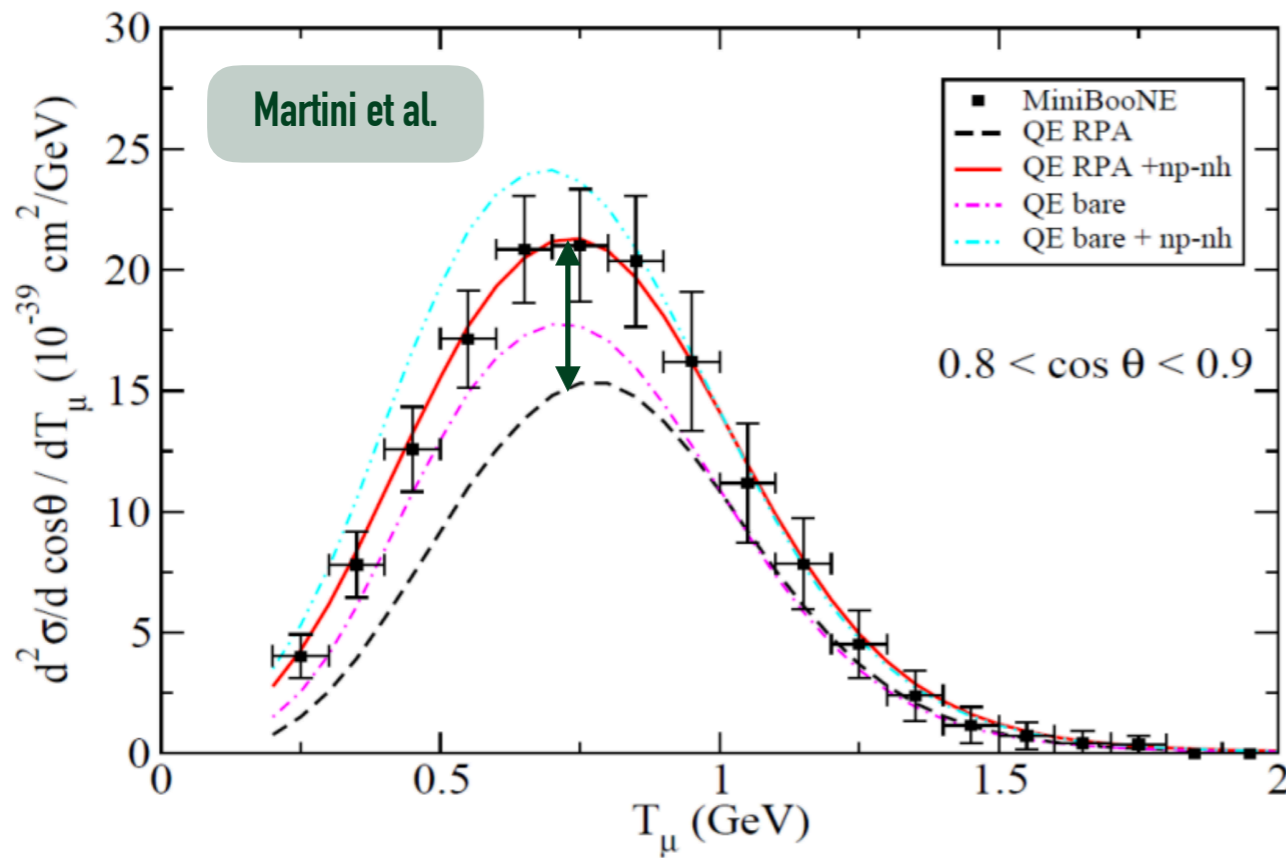 30
25
20
15
10
5
0
d²σ/d cosθ / dT_μ (10⁻³⁹ cm²/GeV)
Martini et al.
MiniBooNE
QE RPA
QE RPA +np-nh
QE bare
QE bare + np-nh
0.8 < cos θ < 0.9
0 0.5 1 1.5 2
T_μ (GeV)